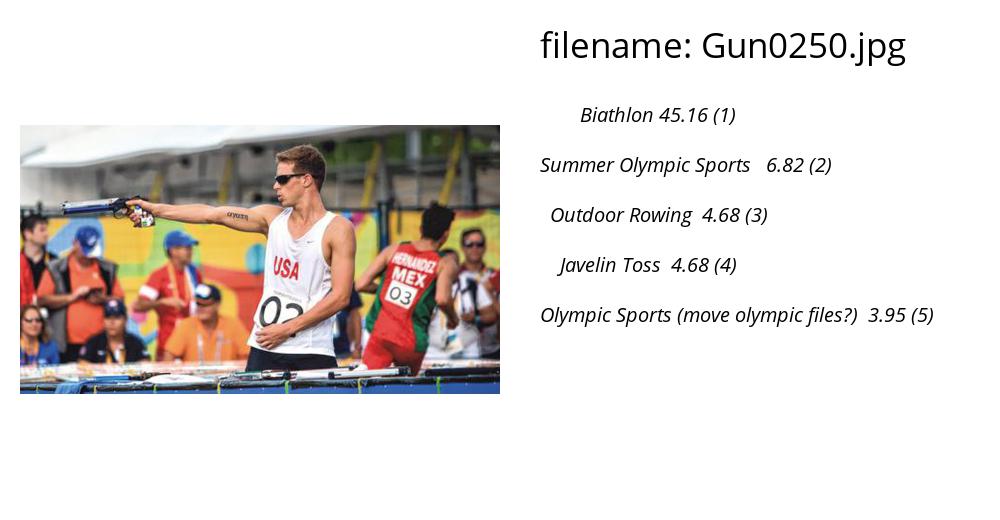 filename: Gun0250.jpg
Biathlon 45.16 (1)
Summer Olympic Sports 6.82 (2)
Outdoor Rowing 4.68 (3)
Javelin Toss 4.68 (4)
Olympic Sports (move olympic files?) 3.95 (5)
USA
HERNANDEZ
MEX
03